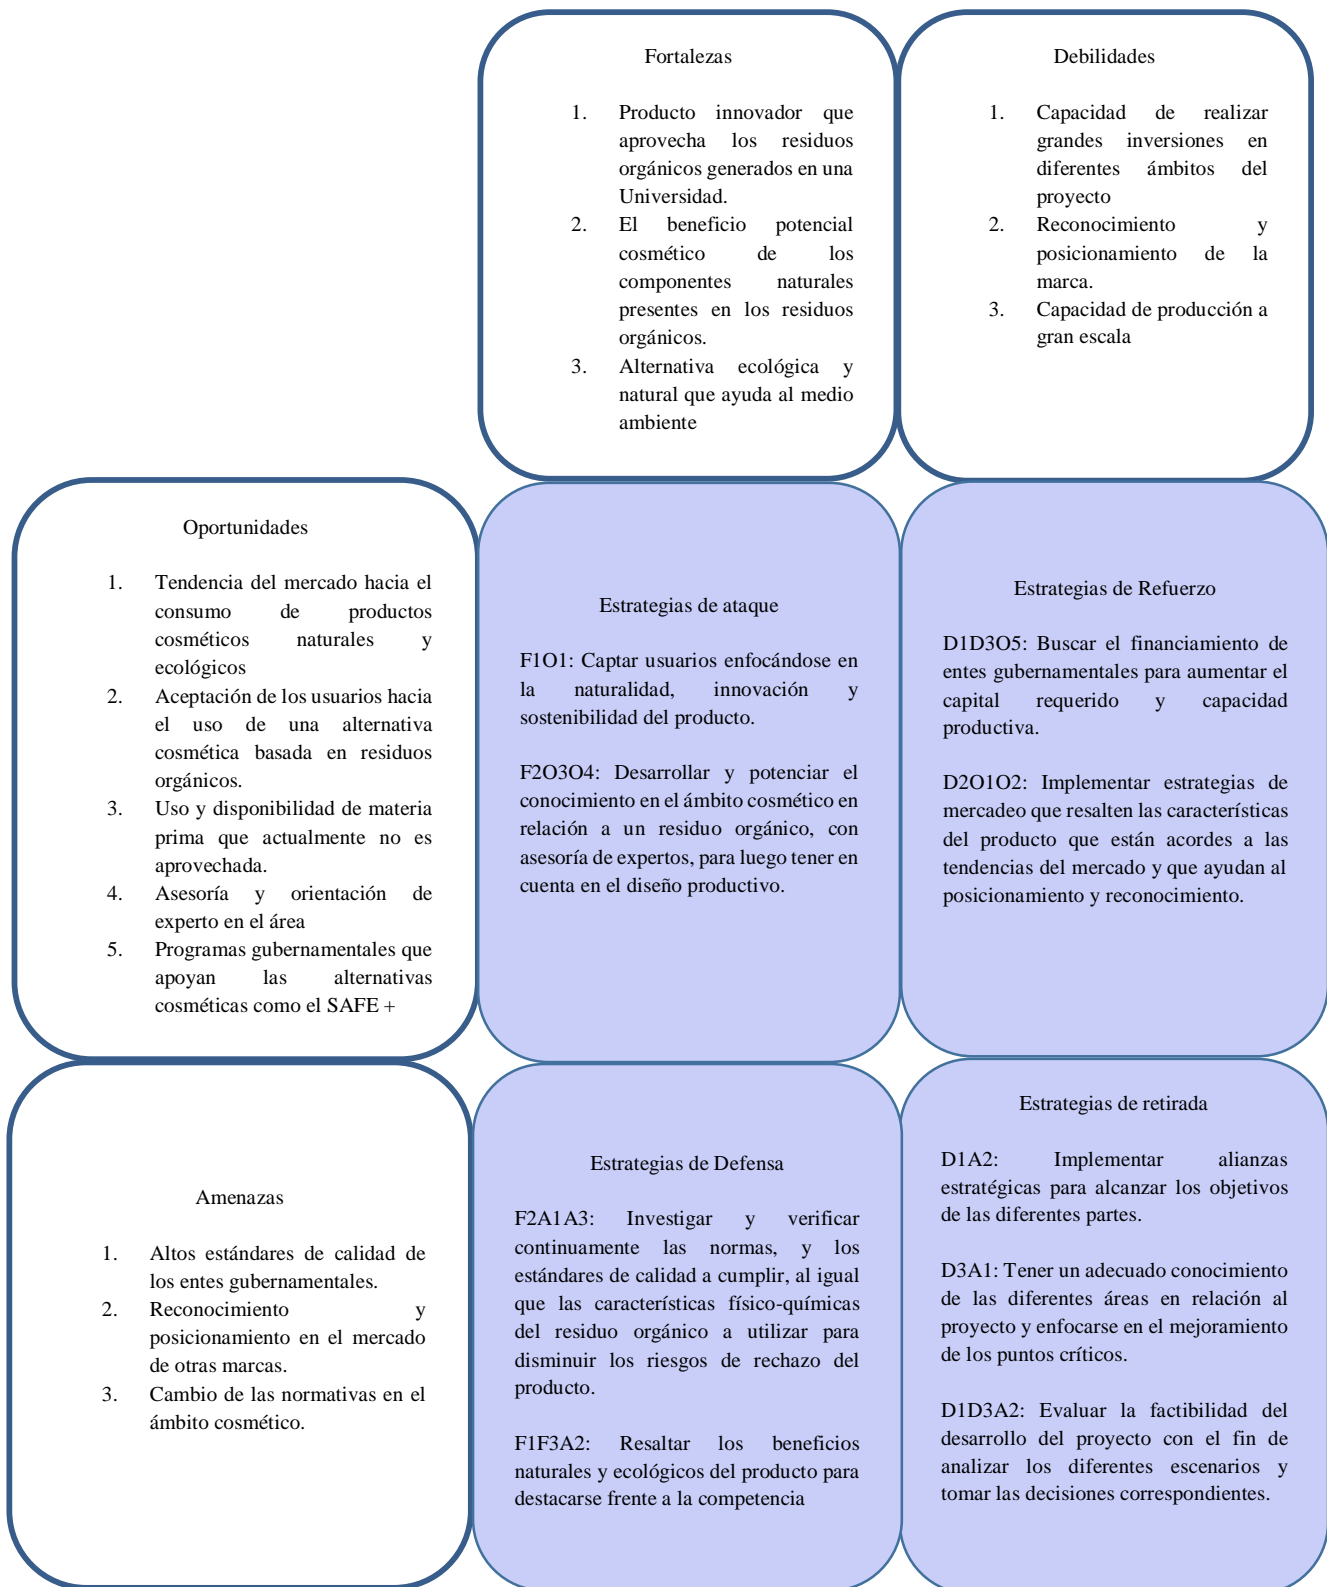 Fortalezas
1. Producto innovador que
aprovecha los residuos
orgánicos generados en una
Universidad.
2. El beneficio potencial
cosmético de los
componentes naturales
presentes en los residuos
orgánicos.
3. Alternativa ecológica y
natural que ayuda al medio
ambiente
Debilidades
1. Capacidad de realizar
grandes inversiones en
diferentes ámbitos del
proyecto
2. Reconocimiento y
posicionamiento de la
marca.
3. Capacidad de producción a
gran escala
Oportunidades
1. Tendencia del mercado hacia el
consumo de productos
cosméticos naturales y
ecológicos
2. Aceptación de los usuarios hacia
el uso de una alternativa
cosmética basada en residuos
orgánicos.
3. Uso y disponibilidad de materia
prima que actualmente no es
aprovechada.
4. Asesoría y orientación de
experto en el área
5. Programas gubernamentales que
apoyan las alternativas
cosméticas como el SAFE +
Estrategias de ataque
F1O1: Captar usuarios enfocándose en
la naturalidad, innovación y
sostenibilidad del producto.
F2O3O4: Desarrollar y potenciar el
conocimiento en el ámbito cosmético en
relación a un residuo orgánico, con
asesoría de expertos, para luego tener en
cuenta en el diseño productivo.
Estrategias de Refuerzo
D1D3O5: Buscar el financiamiento de
entes gubernamentales para aumentar el
capital requerido y capacidad
productiva.
D2O1O2: Implementar estrategias de
mercadeo que resalten las características
del producto que están acordes a las
tendencias del mercado y que ayudan al
posicionamiento y reconocimiento.
Amenazas
1. Altos estándares de calidad de
los entes gubernamentales.
2. Reconocimiento y
posicionamiento en el mercado
de otras marcas.
3. Cambio de las normativas en el
ámbito cosmético.
Estrategias de Defensa
F2A1A3: Investigar y verificar
continuamente las normas, y los
estándares de calidad a cumplir, al igual
que las características físico-químicas
del residuo orgánico a utilizar para
disminuir los riesgos de rechazo del
producto.
F1F3A2: Resaltar los beneficios
naturales y ecológicos del producto para
destacarse frente a la competencia
Estrategias de retirada
D1A2: Implementar alianzas
estratégicas para alcanzar los objetivos
de las diferentes partes.
D3A1: Tener un adecuado conocimiento
de las diferentes áreas en relación al
proyecto y enfocarse en el mejoramiento
de los puntos críticos.
D1D3A2: Evaluar la factibilidad del
desarrollo del proyecto con el fin de
analizar los diferentes escenarios y
tomar las decisiones correspondientes.